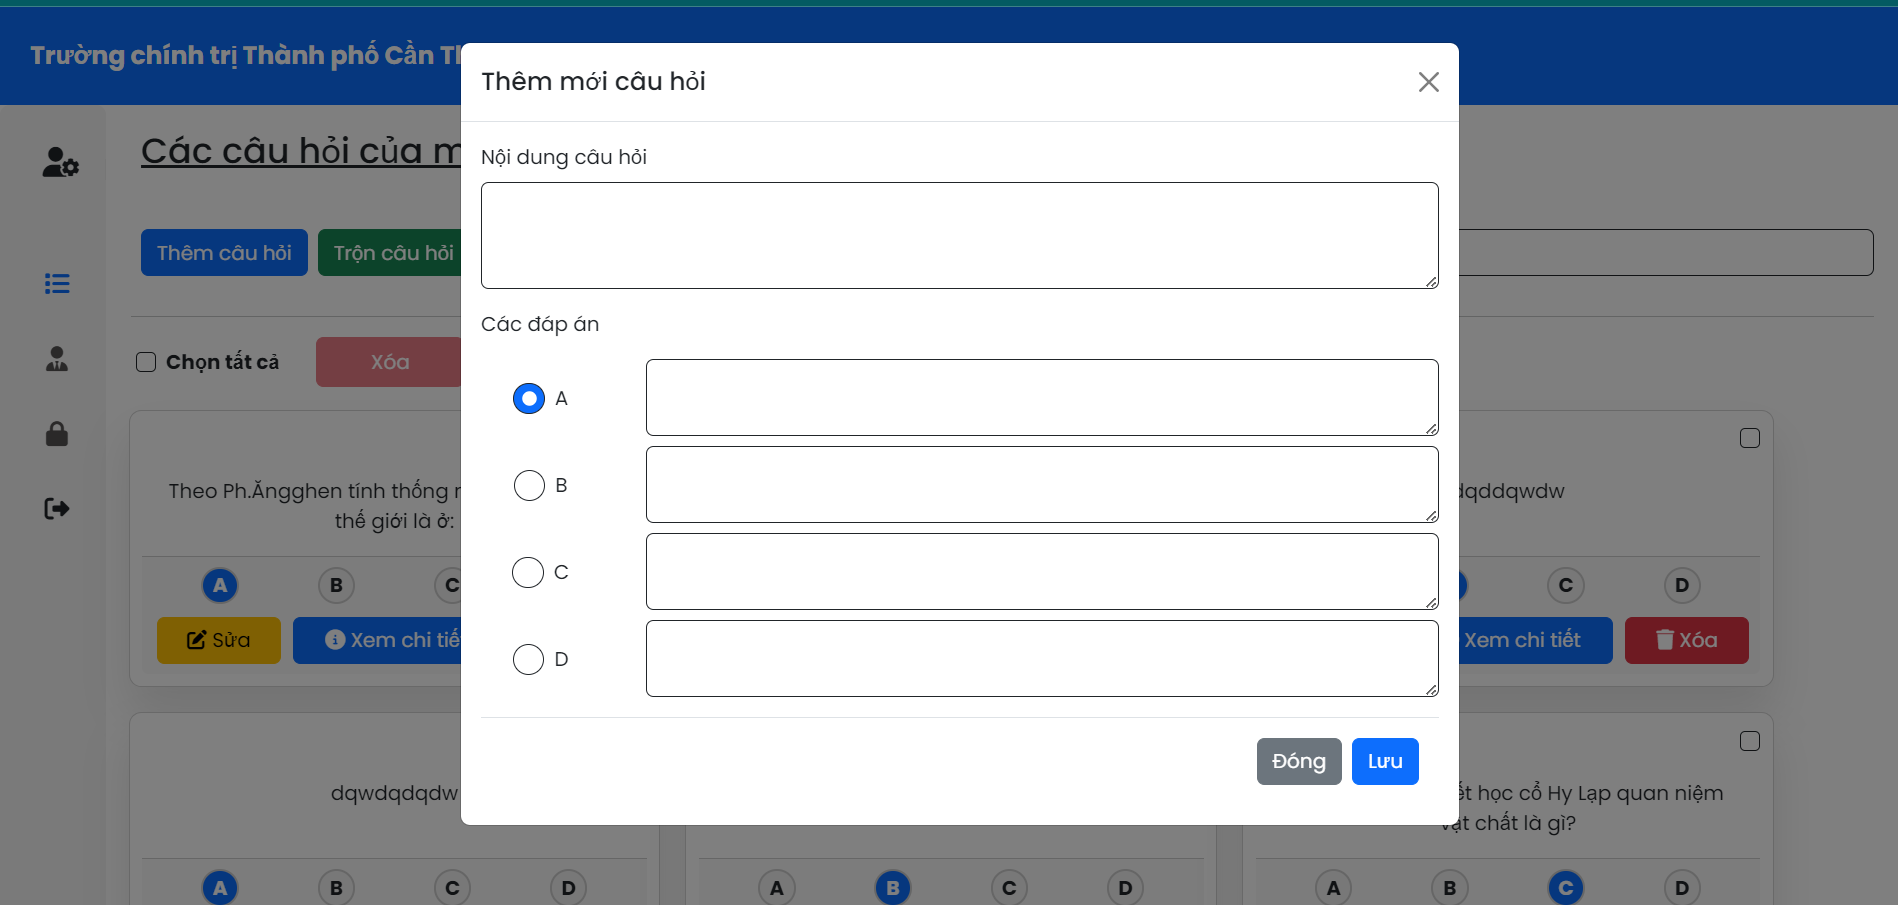 Trường chính trị Thành phố Cần
Thêm mới câu hỏi
Các câu hỏi của
Nội dung câu hỏi
Thêm câu hỏi
Trộn câu hỏi
Các đáp án
Chọn tất cả
Xóa
A
B
C
D
Theo Ph.Ăngghen tính thống
thế giới là ở:
dqddqwdw
A
B
C
C
D
Sửa
Xem chi tiết
Xem chi tiết
Xóa
Đóng
Lưu
dqwdqdqdw
học cổ Hy Lạp quan niệm
vật chất là gì?
A
B
C
D
A
B
C
D
A
B
C
D